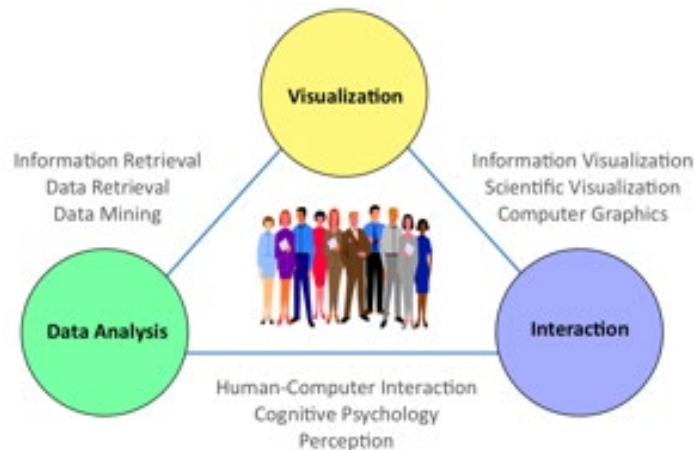 Visualization
Information Retrieval
Data Retrieval
Data Mining
Information Visualization
Scientific Visualization
Computer Graphics
Data Analysis
Interaction
Human-Computer Interaction
Cognitive Psychology
Perception